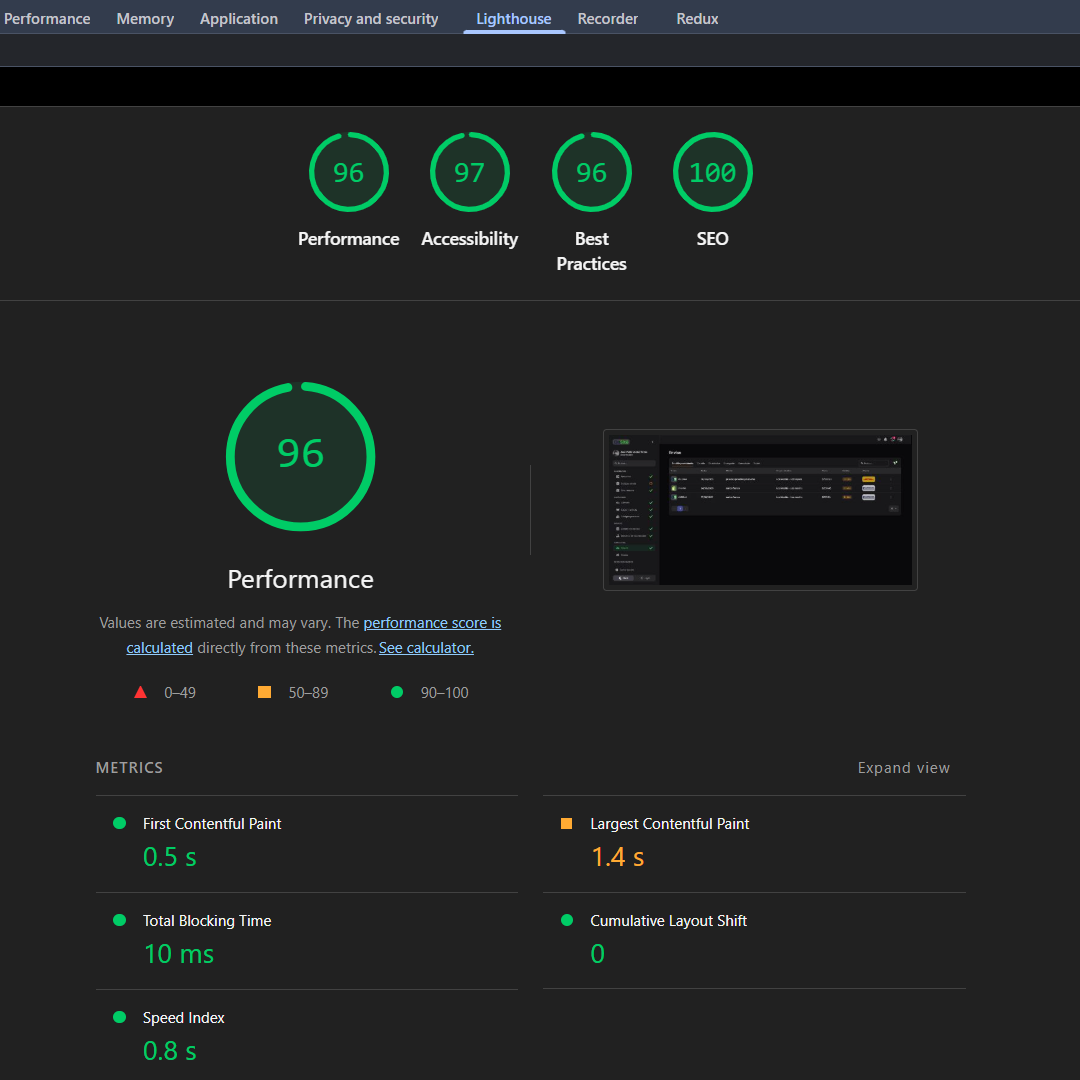 Performance Memory Application Privacy and security Lighthouse Recorder Redux
96 97 96 100
Performance Accessibility Best Practices SEO
96
Performance
Values are estimated and may vary. The performance score is
calculated directly from these metrics. See calculator.
0–49 50–89 90–100
METRICS Expand view
First Contentful Paint
0.5 s
Largest Contentful Paint
1.4 s
Total Blocking Time
10 ms
Cumulative Layout Shift
0
Speed Index
0.8 s